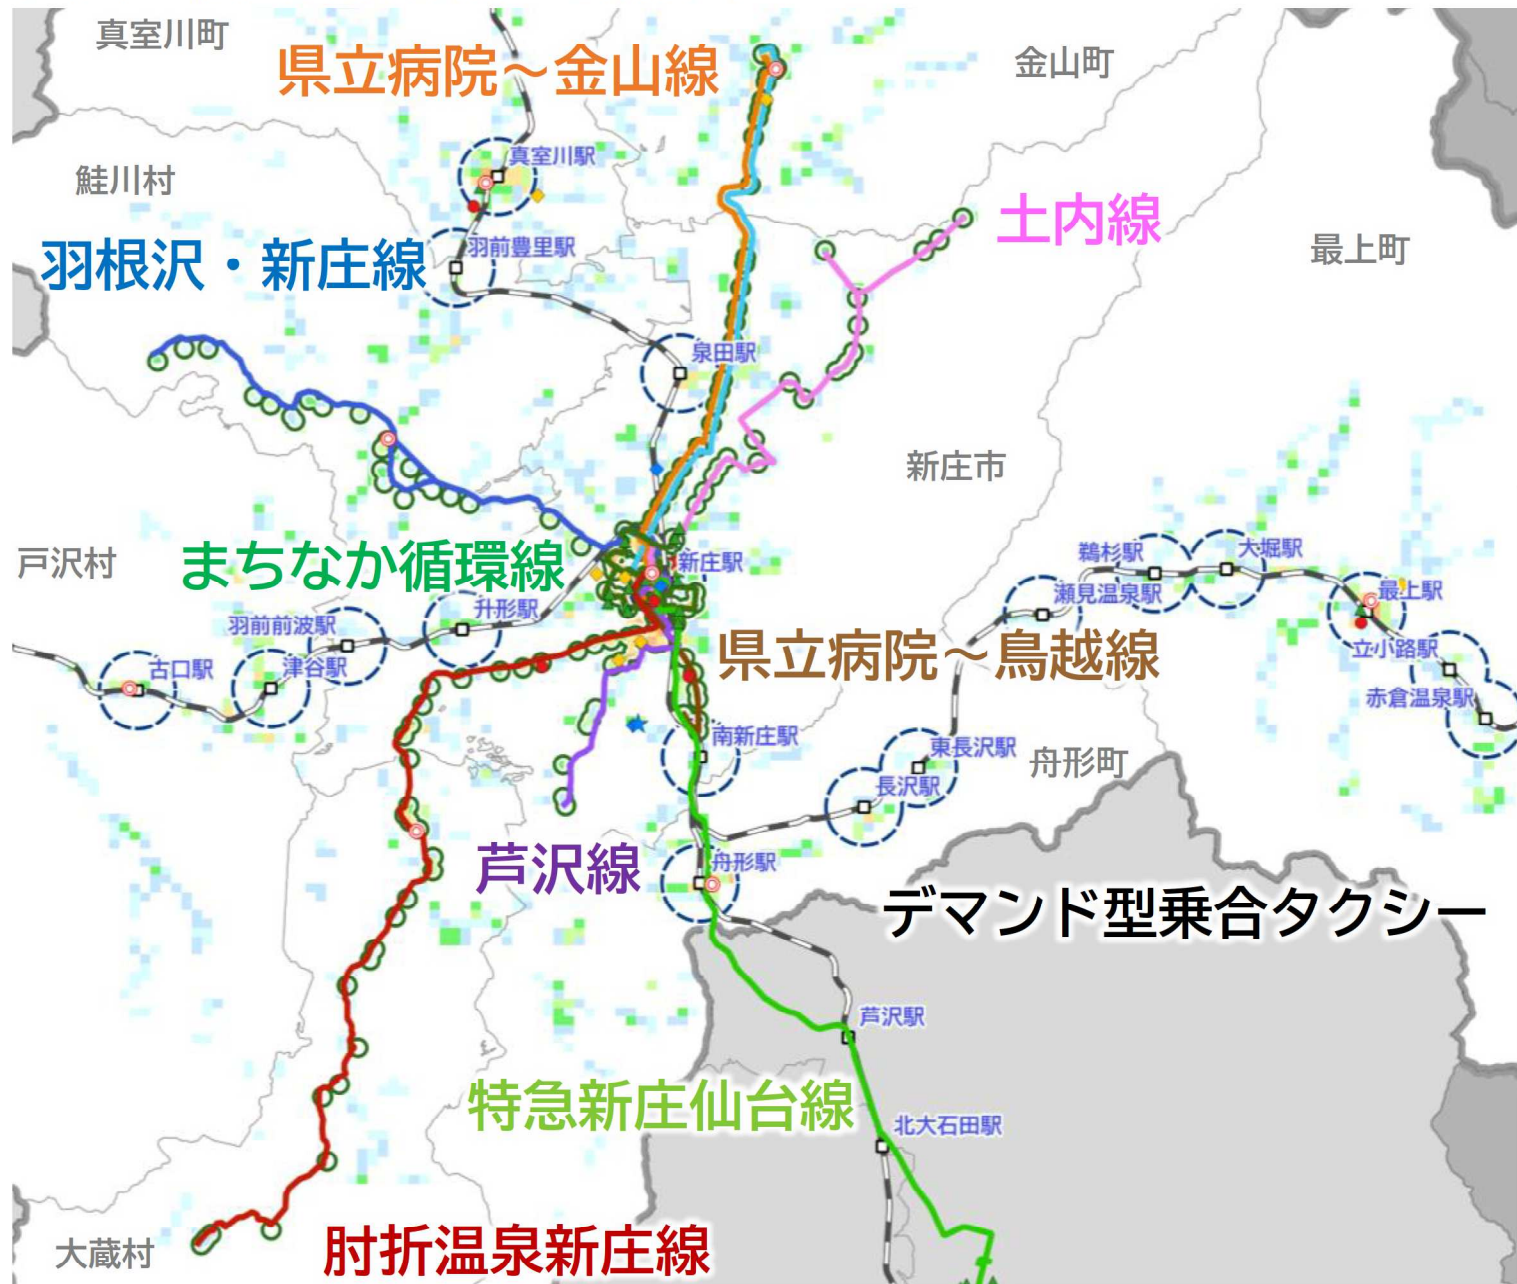 真室川町
県立病院～金山線
金山町
真室川駅
鮭川村
土内線
羽根沢・新庄線
羽前豊里駅
最上町
泉田駅
新庄市
戸沢村
まちなか循環線
新庄駅
鵜杉駅
大堀駅
瀬見温泉駅
最上駅
升形駅
羽前前波駅
県立病院～鳥越線
立小路駅
古口駅
津谷駅
赤倉温泉駅
南新庄駅
東長沢駅
舟形町
長沢駅
芦沢線
舟形駅
デマンド型乗合タクシー
芦沢駅
特急新庄仙台線
北大石田駅
大蔵村
肘折温泉新庄線